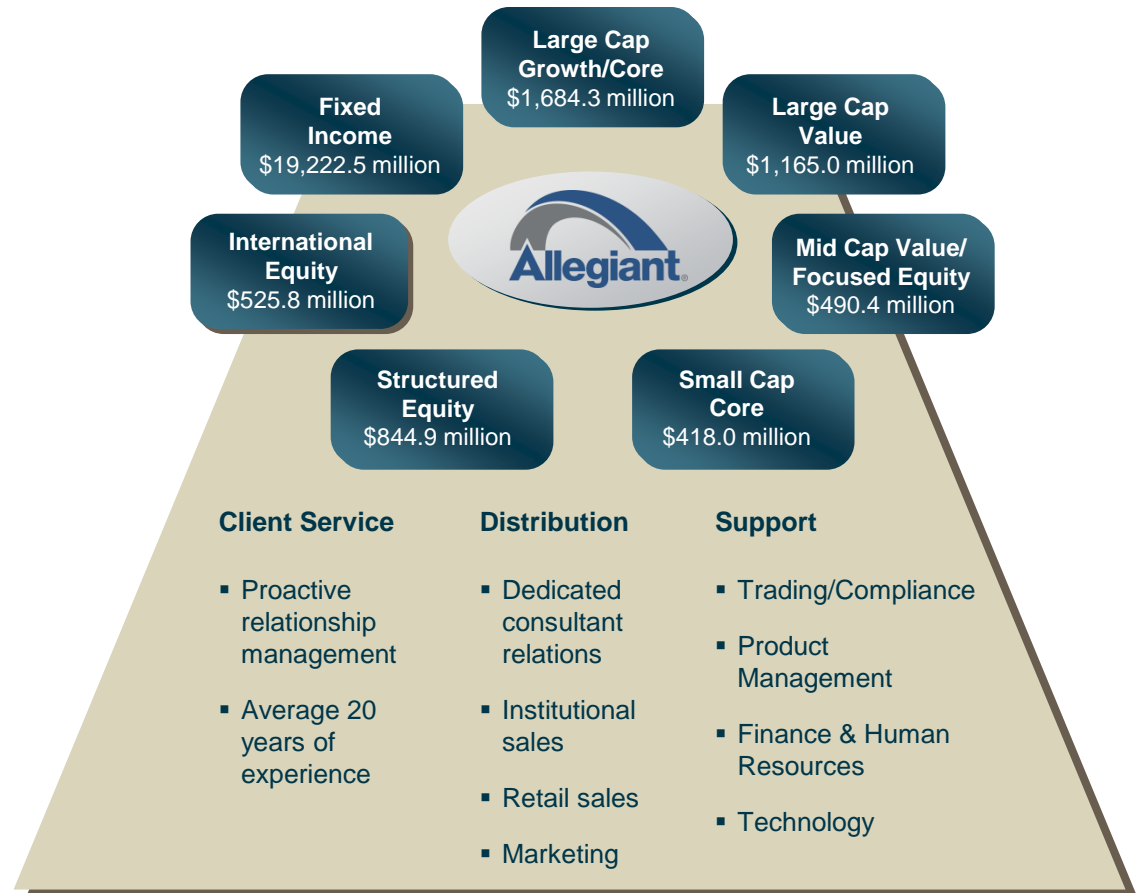 Large Cap
Growth/Core
$1,684.3 million
Fixed
Income
$19,222.5 million
Large Cap
Value
$1,165.0 million
International
Equity
$525.8 million
Allegiant®
Mid Cap Value/
Focused Equity
$490.4 million
Structured
Equity
$844.9 million
Small Cap
Core
$418.0 million
Client Service
▪ Proactive
relationship
management
▪ Average 20
years of
experience
Distribution
▪ Dedicated
consultant
relations
▪ Institutional
sales
▪ Retail sales
▪ Marketing
Support
▪ Trading/Compliance
▪ Product
Management
▪ Finance & Human
Resources
▪ Technology